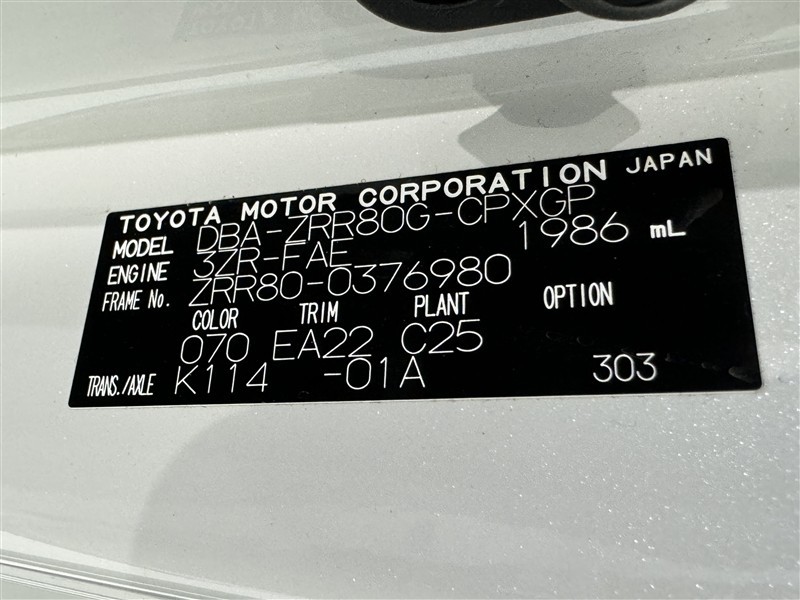 TOYOTA MOTOR CORPORATION JAPAN
MODEL DBA-ZRR80G-CPXGP
ENGINE 3ZR-FAE 1986 mL
FRAME No. ZRR80-0376980
COLOR TRIM PLANT OPTION
070 EA22 C25
TRANS./AXLE K114 -01A 303